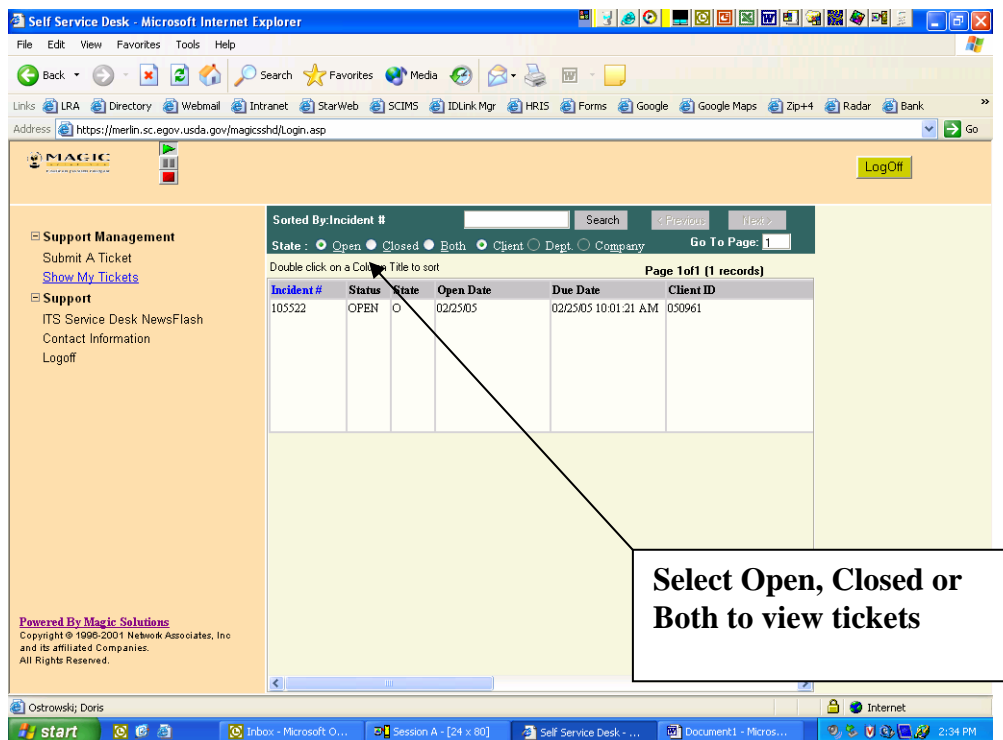 Self Service Desk - Microsoft Internet Explorer
File Edit View Favorites Tools Help
Back Search Favorites Media
Links LRA Directory Webmail Intranet StarWeb SCIMS IDLink Mgr HRIS Forms Google Google Maps Zip+4 Radar Bank »
Address https://merlin.sc.egov.usda.gov/magicsshd/Login.asp Go
MAGIC
LogOff
Support Management
Submit A Ticket
Show My Tickets
Support
ITS Service Desk NewsFlash
Contact Information
Logoff
Sorted By:Incident # Search < Previous Next >
State : Open Closed Both Client Dept. Company Go To Page: 1
Double click on a Column Title to sort Page 1of1 (1 records)
Incident # Status State Open Date Due Date Client ID
105522 OPEN O 02/25/05 02/25/05 10:01:21 AM 050961
Select Open, Closed or
Both to view tickets
Powered By Magic Solutions
Copyright © 1996-2001 Network Associates, Inc
and its affiliated Companies.
All Rights Reserved.
Ostrowski; Doris Internet
start Inbox - Microsoft O... Session A - [24 x 80] Self Service Desk - ... Document1 - Micros... 2:34 PM